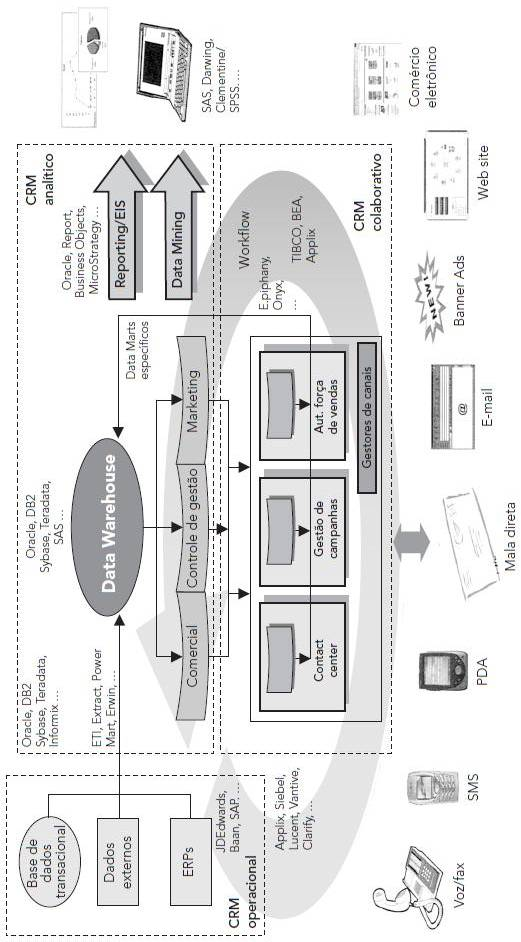 Base de
dados
transacional
Dados
externos
ERPs
JDEdwards,
Baan, SAP....
CRM
operacional
Oracle, DB2
Sybase, Teradata,
Informix ...
ETI, Extract, Power
Mart, Erwin, ...
Oracle, DB2
Sybase, Teradata,
SAS ...
Data Warehouse
Data Marts
específicos
Comercial
Controle de gestão
Marketing
CRM
analítico
Oracle, Report,
Business Objects,
MicroStrategy ...
Reporting/EIS
Data Mining
SAS, Darwing,
Clementine/
SPSS....
Applix, Siebel,
Lucent, Vantive,
Clarify, ...
Contact
center
Gestão de
campanhas
Aut. força
de vendas
Gestores de canais
Workflow
E.piphany,
Onyx,
...
TIBCO, BEA,
Applix
CRM
colaborativo
Voz/fax
SMS
PDA
Mala direta
@
E-mail
NEW!
Banner Ads
Web site
Comércio
eletrônico